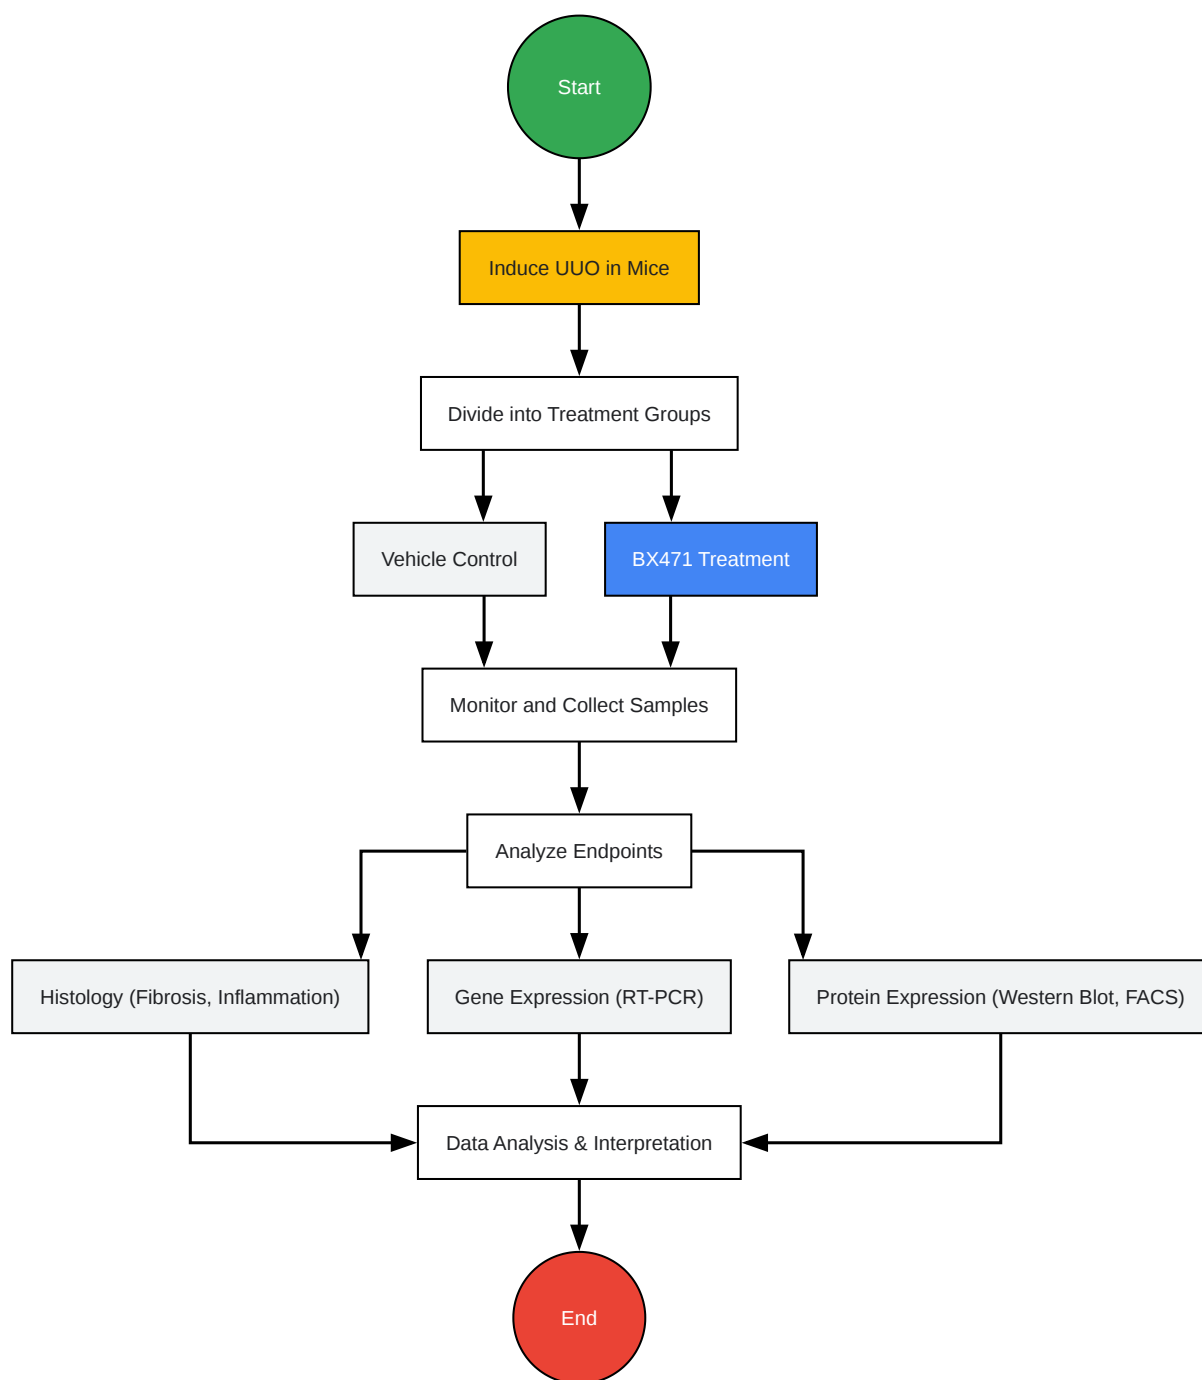 Start
Induce UUO in Mice
Divide into Treatment Groups
Vehicle Control
BX471 Treatment
Monitor and Collect Samples
Analyze Endpoints
Histology (Fibrosis, Inflammation)
Gene Expression (RT-PCR)
Protein Expression (Western Blot, FACS)
Data Analysis & Interpretation
End